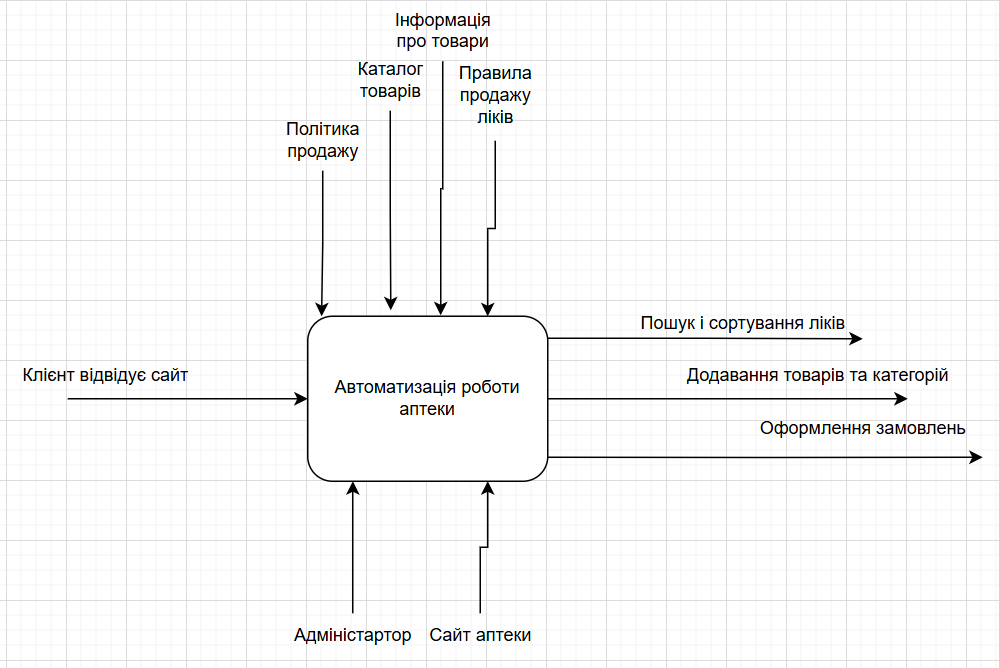 Інформація
про товари
Каталог
товарів
Правила
продажу
ліків
Політика
продажу
Пошук і сортування ліків
Клієнт відвідує сайт
Автоматизація роботи
аптеки
Додавання товарів та категорій
Оформлення замовлень
Адміністартор
Сайт аптеки